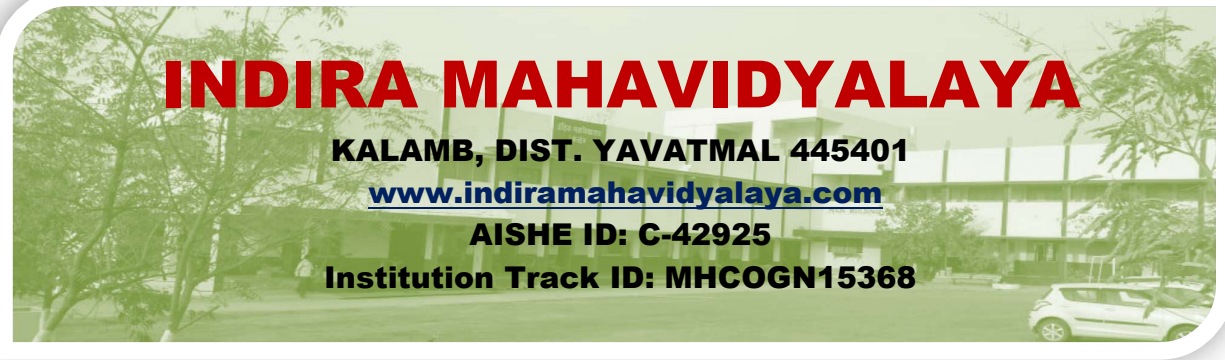 INDIRA MAHAVIDYALAYA
KALAMB, DIST. YAVATMAL 445401
www.indiramahavidyalaya.com
AISHE ID: C-42925
Institution Track ID: MHCOGN15368